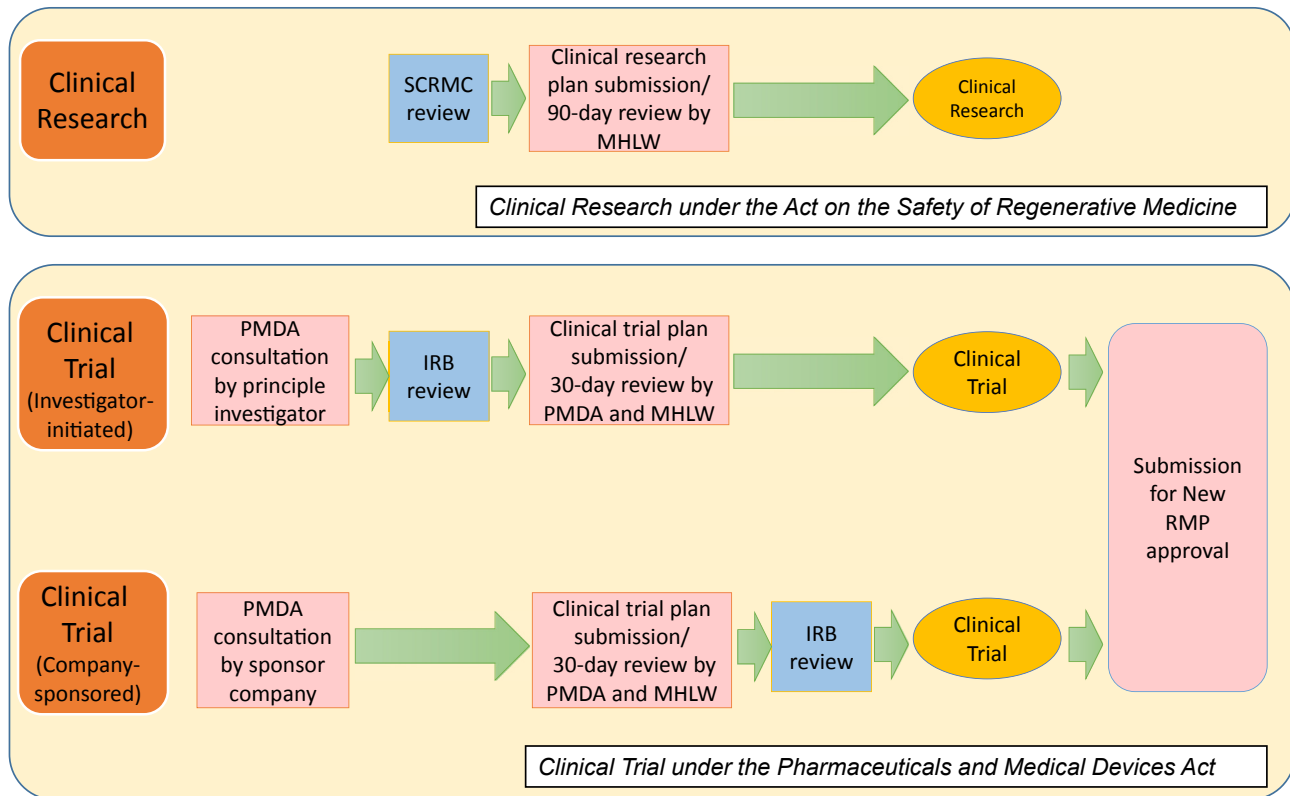 Clinical
Research
SCRMC
review
Clinical research
plan submission/
90-day review by
MHLW
Clinical
Research
Clinical Research under the Act on the Safety of Regenerative Medicine
Clinical
Trial
(Investigator-
initiated)
PMDA
consultation
by principle
investigator
IRB
review
Clinical trial plan
submission/
30-day review by
PMDA and MHLW
Clinical
Trial
Submission
for New
RMP
approval
Clinical
Trial
(Company-
sponsored)
PMDA
consultation
by sponsor
company
Clinical trial plan
submission/
30-day review by
PMDA and MHLW
IRB
review
Clinical
Trial
Clinical Trial under the Pharmaceuticals and Medical Devices Act